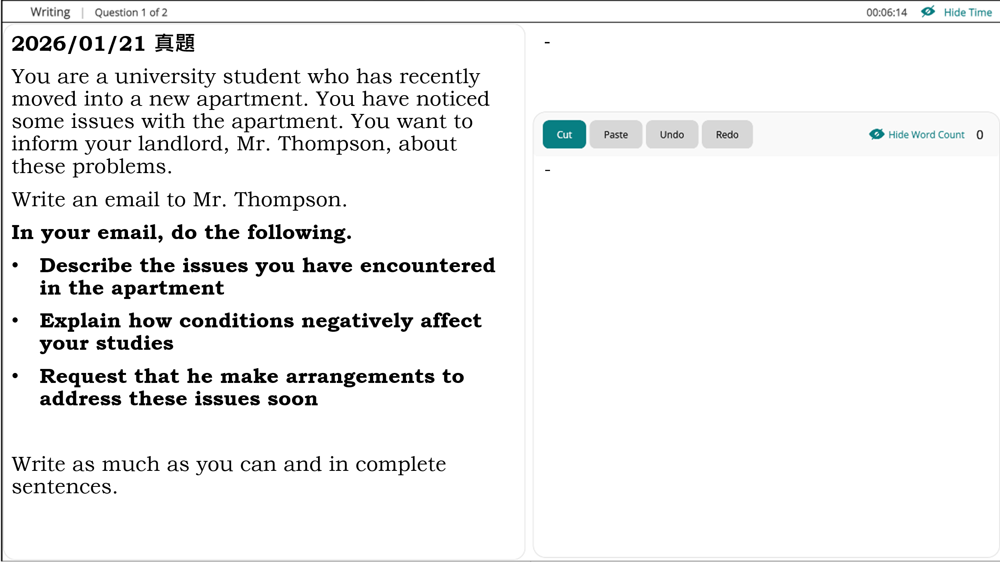 Writing | Question 1 of 2
00:06:14 Hide Time
2026/01/21 真題
You are a university student who has recently
moved into a new apartment. You have noticed
some issues with the apartment. You want to
inform your landlord, Mr. Thompson, about
these problems.
Write an email to Mr. Thompson.
In your email, do the following.
• Describe the issues you have encountered
in the apartment
• Explain how conditions negatively affect
your studies
• Request that he make arrangements to
address these issues soon
Write as much as you can and in complete
sentences.
-
Cut Paste Undo Redo Hide Word Count 0
-